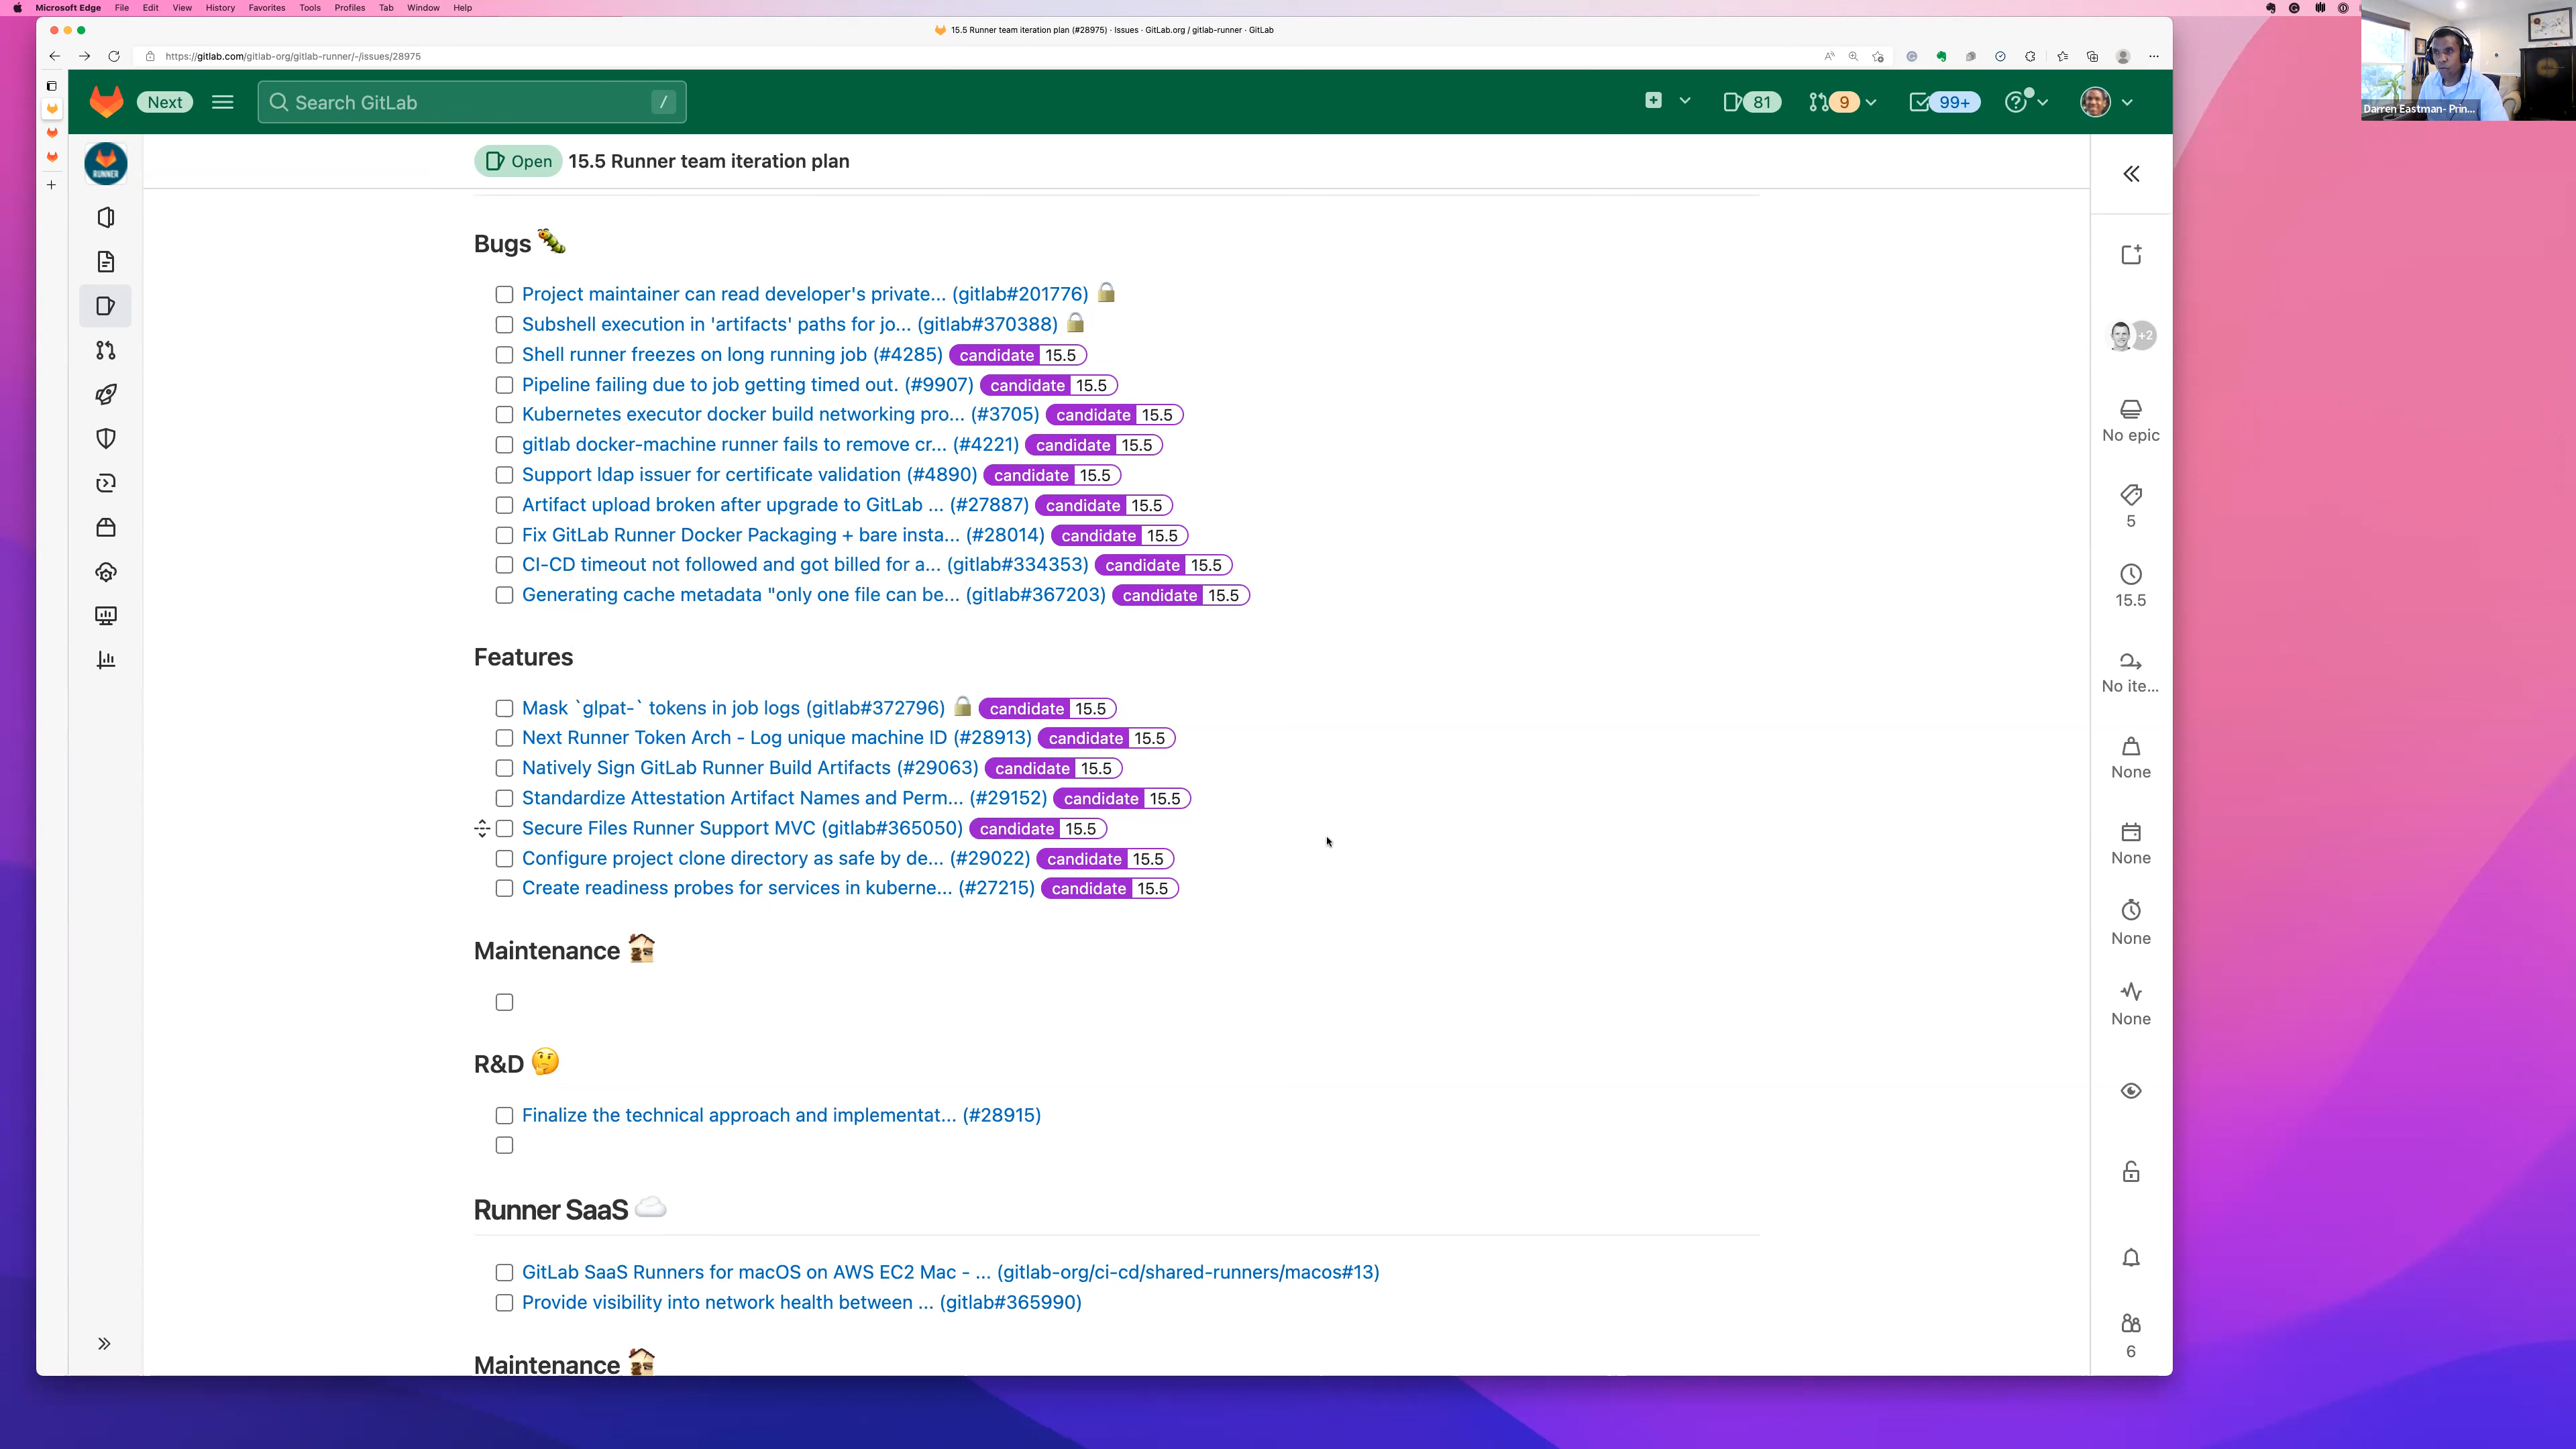 Microsoft Edge File Edit View History Favorites Tools Profiles Tab Window Help
15.5 Runner team iteration plan (#28975) · Issues · GitLab.org / gitlab-runner · GitLab
https://gitlab.com/gitlab-org/gitlab-runner/-/issues/28975
Darren Eastman- Prin...
Next Search GitLab / 81 9 99+
RUNNER
Open 15.5 Runner team iteration plan
Bugs
Project maintainer can read developer's private... (gitlab#201776)
Subshell execution in 'artifacts' paths for jo... (gitlab#370388)
Shell runner freezes on long running job (#4285) candidate 15.5
Pipeline failing due to job getting timed out. (#9907) candidate 15.5
Kubernetes executor docker build networking pro... (#3705) candidate 15.5
gitlab docker-machine runner fails to remove cr... (#4221) candidate 15.5
Support ldap issuer for certificate validation (#4890) candidate 15.5
Artifact upload broken after upgrade to GitLab ... (#27887) candidate 15.5
Fix GitLab Runner Docker Packaging + bare insta... (#28014) candidate 15.5
CI-CD timeout not followed and got billed for a... (gitlab#334353) candidate 15.5
Generating cache metadata "only one file can be... (gitlab#367203) candidate 15.5
Features
Mask `glpat-` tokens in job logs (gitlab#372796) candidate 15.5
Next Runner Token Arch - Log unique machine ID (#28913) candidate 15.5
Natively Sign GitLab Runner Build Artifacts (#29063) candidate 15.5
Standardize Attestation Artifact Names and Perm... (#29152) candidate 15.5
Secure Files Runner Support MVC (gitlab#365050) candidate 15.5
Configure project clone directory as safe by de... (#29022) candidate 15.5
Create readiness probes for services in kuberne... (#27215) candidate 15.5
Maintenance
R&D
Finalize the technical approach and implementat... (#28915)
Runner SaaS
GitLab SaaS Runners for macOS on AWS EC2 Mac - ... (gitlab-org/ci-cd/shared-runners/macos#13)
Provide visibility into network health between ... (gitlab#365990)
Maintenance
+2
No epic
5
15.5
No ite...
None
None
None
None
6